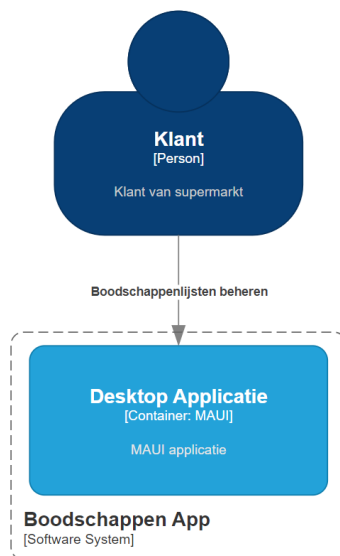 Klant
[Person]
Klant van supermarkt
Boodschappenlijsten beheren
Desktop Applicatie
[Container: MAUI]
MAUI applicatie
Boodschappen App
[Software System]